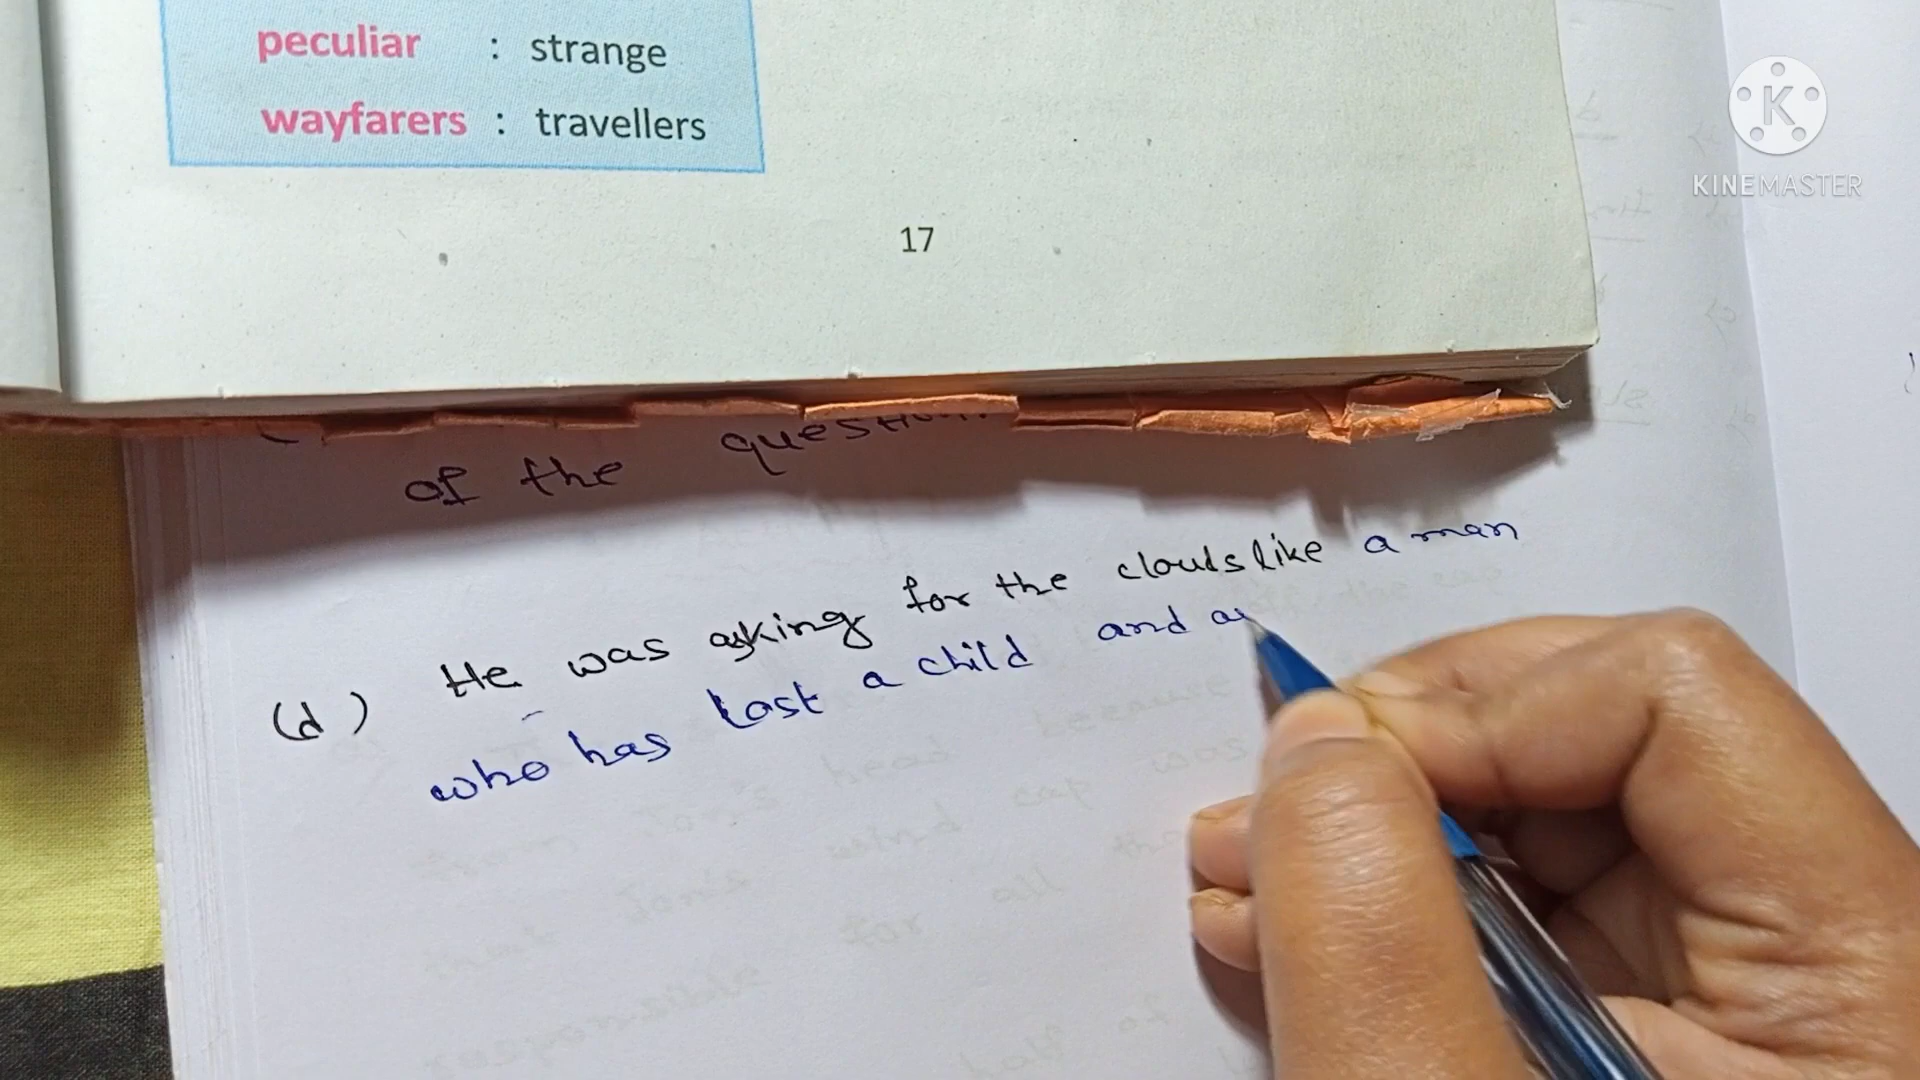 peculiar : strange
wayfarers : travellers
KINEMASTER
17
of the question
(d) He was asking for the clouds like a man
who has lost a child and